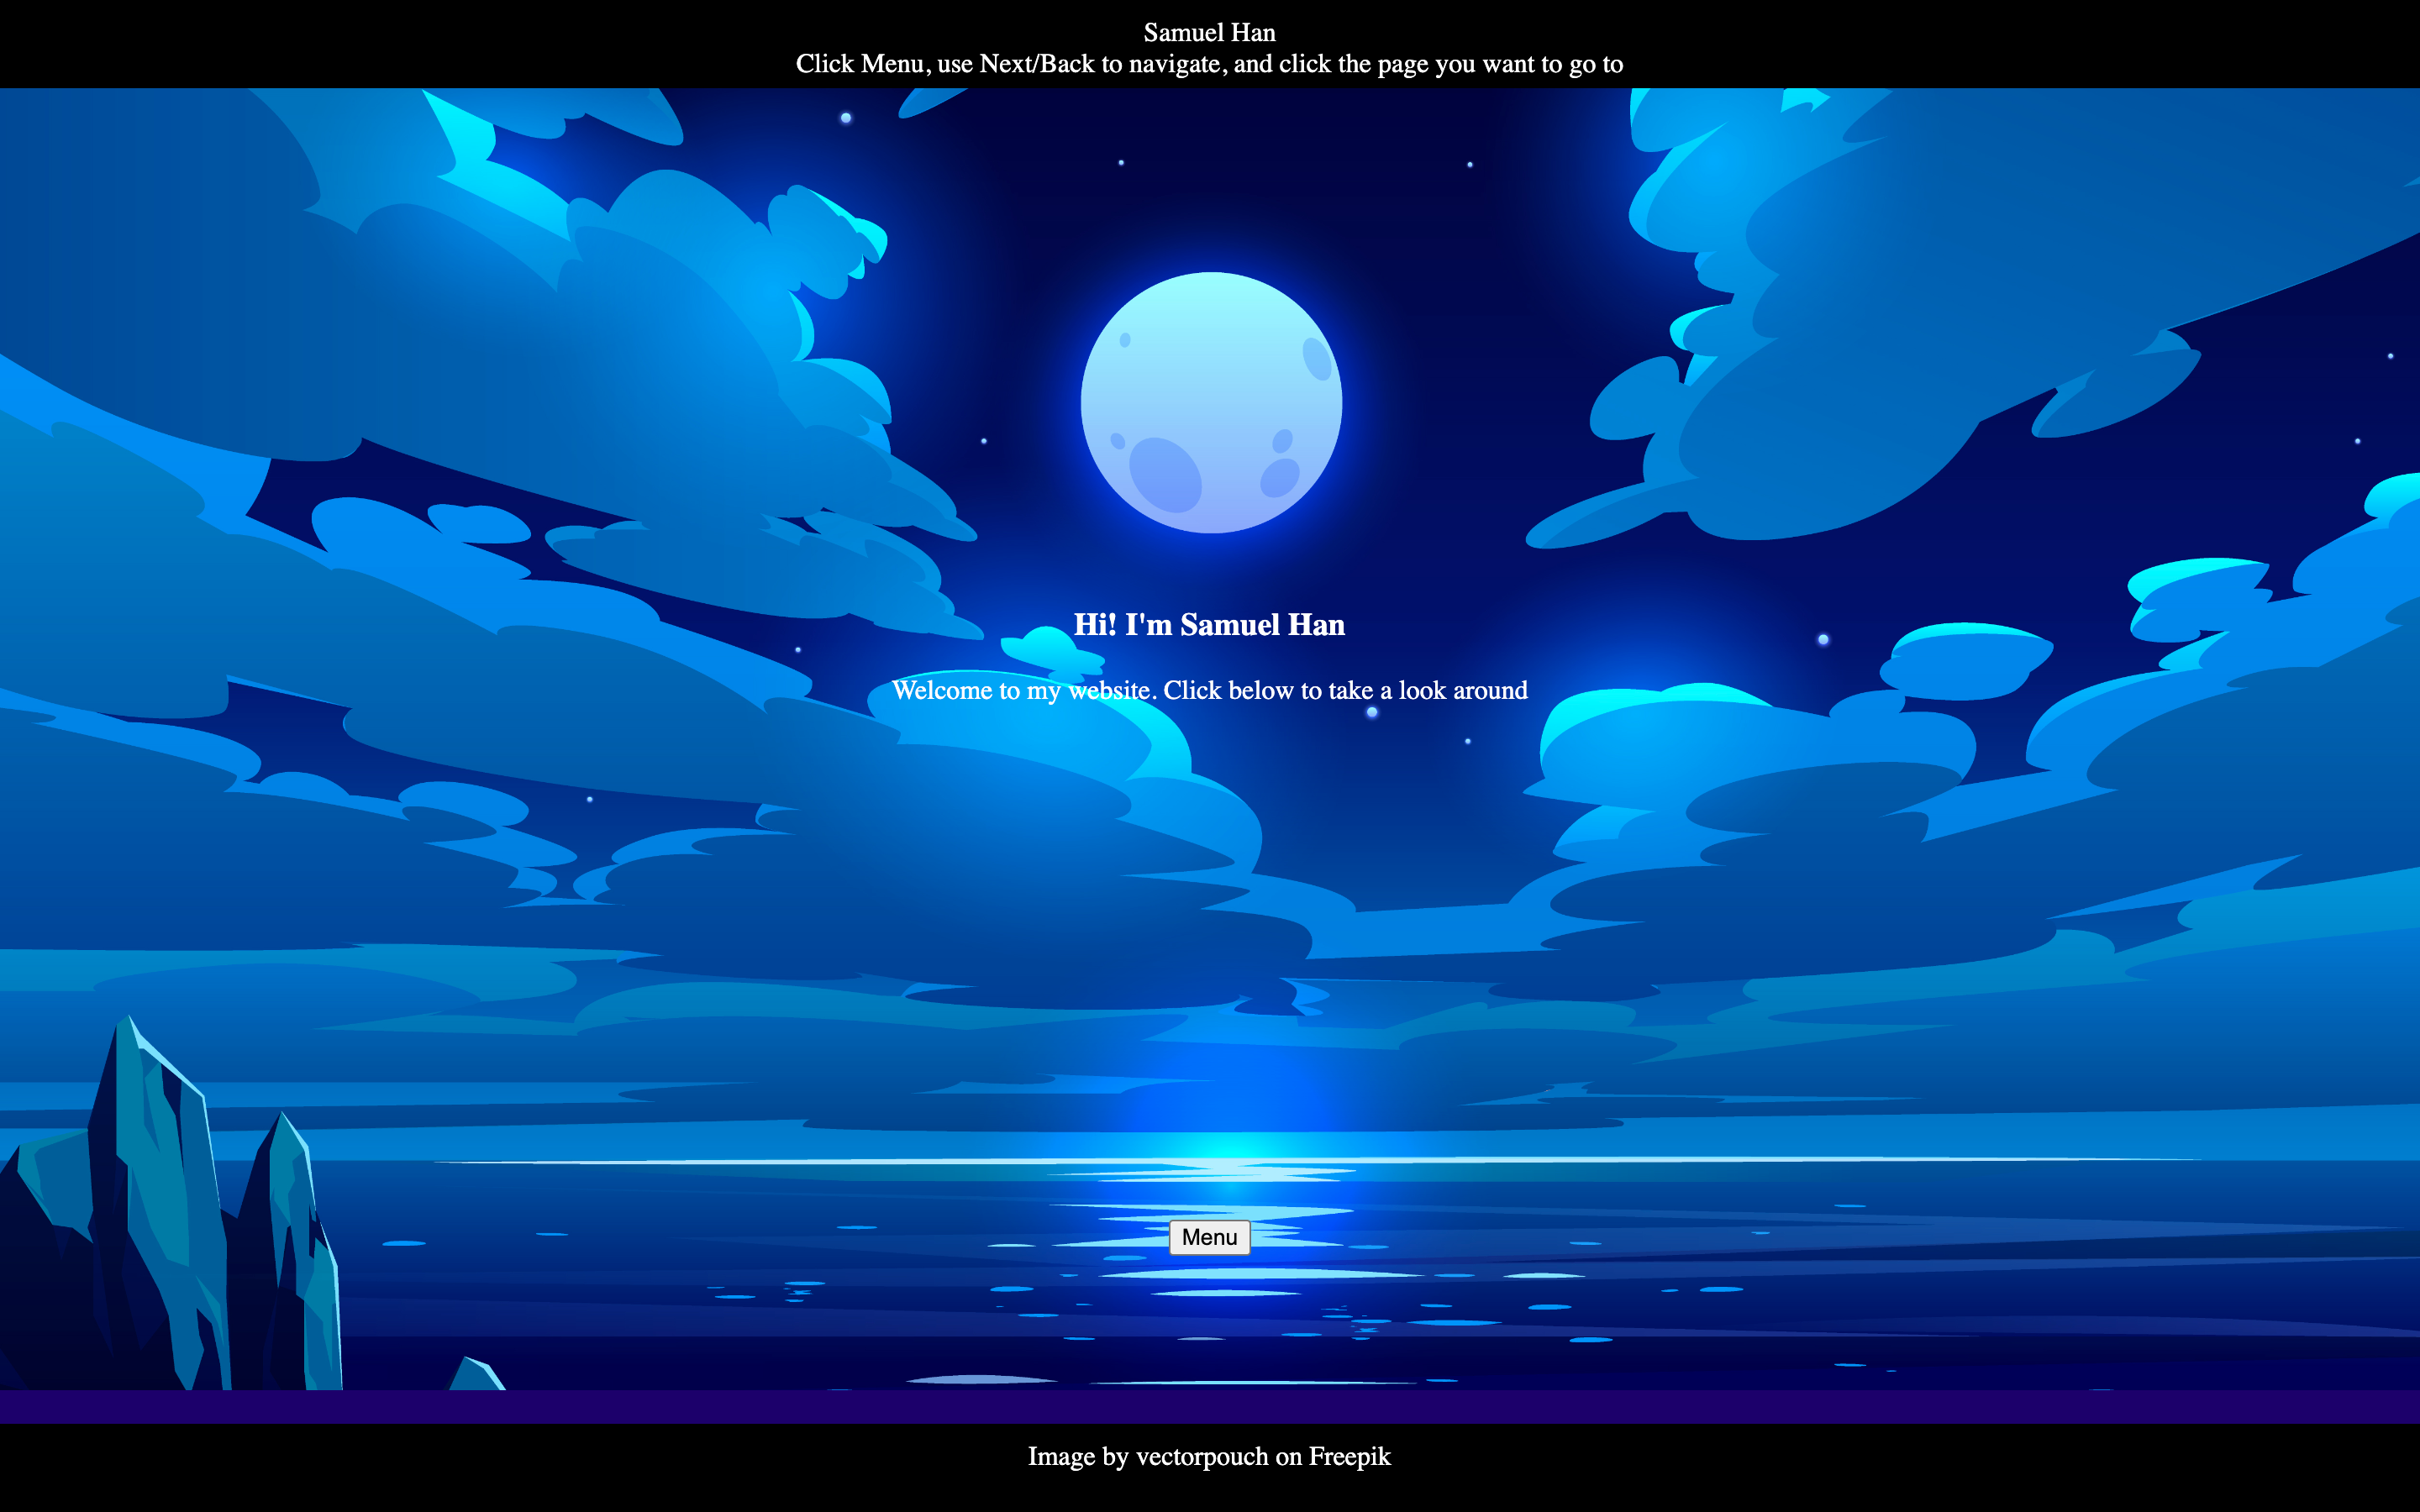 Samuel Han
Click Menu, use Next/Back to navigate, and click the page you want to go to
Hi! I'm Samuel Han
Welcome to my website. Click below to take a look around
Menu
Image by vectorpouch on Freepik